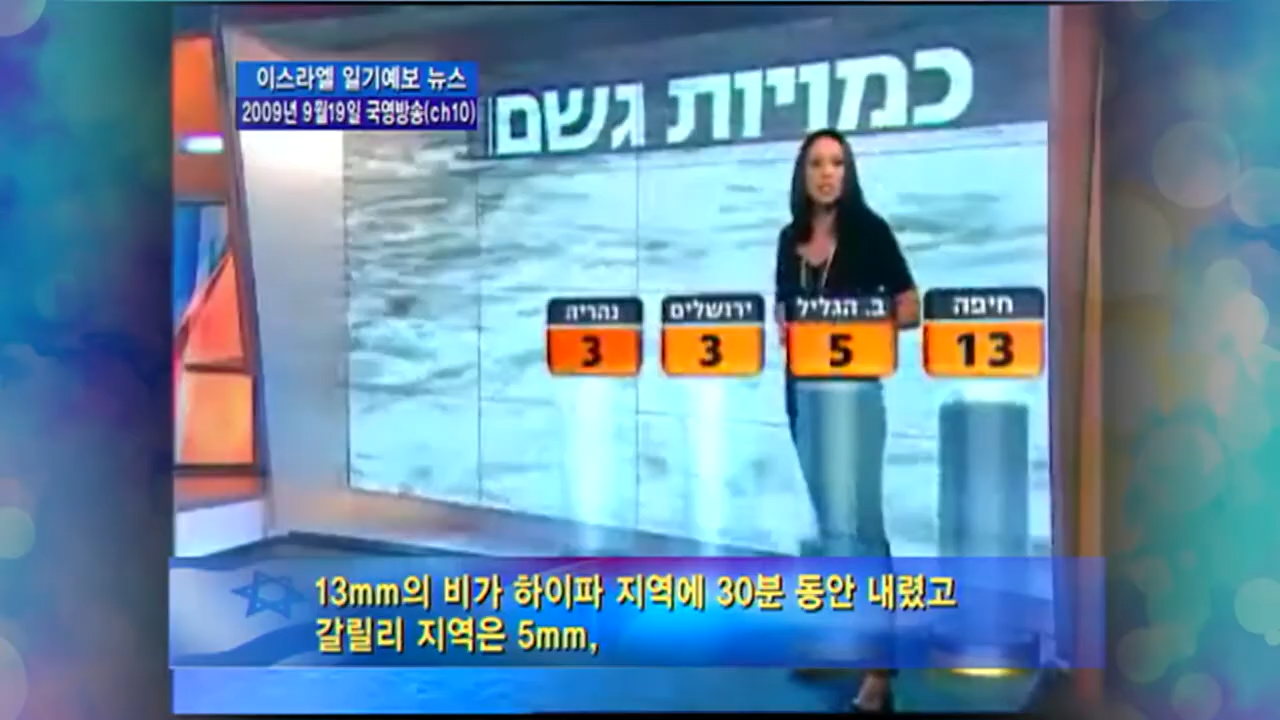 이스라엘 일기예보 뉴스
2009년 9월19일 국영방송(ch10)
כמויות גשם
חיפה
13
ב. הגליל
5
ירושלים
3
נהריה
3
13mm의 비가 하이파 지역에 30분 동안 내렸고
갈릴리 지역은 5mm,